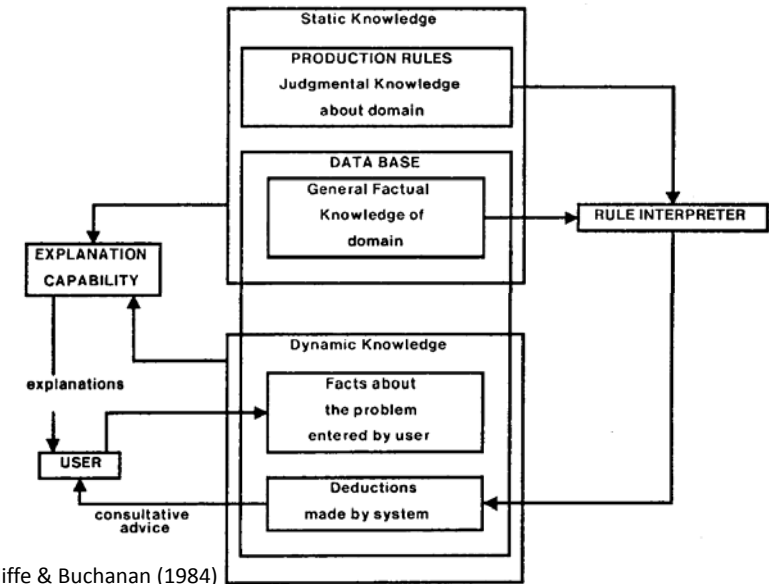 Static Knowledge
PRODUCTION RULES
Judgmental Knowledge
about domain
DATA BASE
General Factual
Knowledge of
domain
RULE INTERPRETER
EXPLANATION
CAPABILITY
Dynamic Knowledge
explanations
Facts about
the problem
entered by user
USER
Deductions
made by system
consultative
advice
iffe & Buchanan (1984)